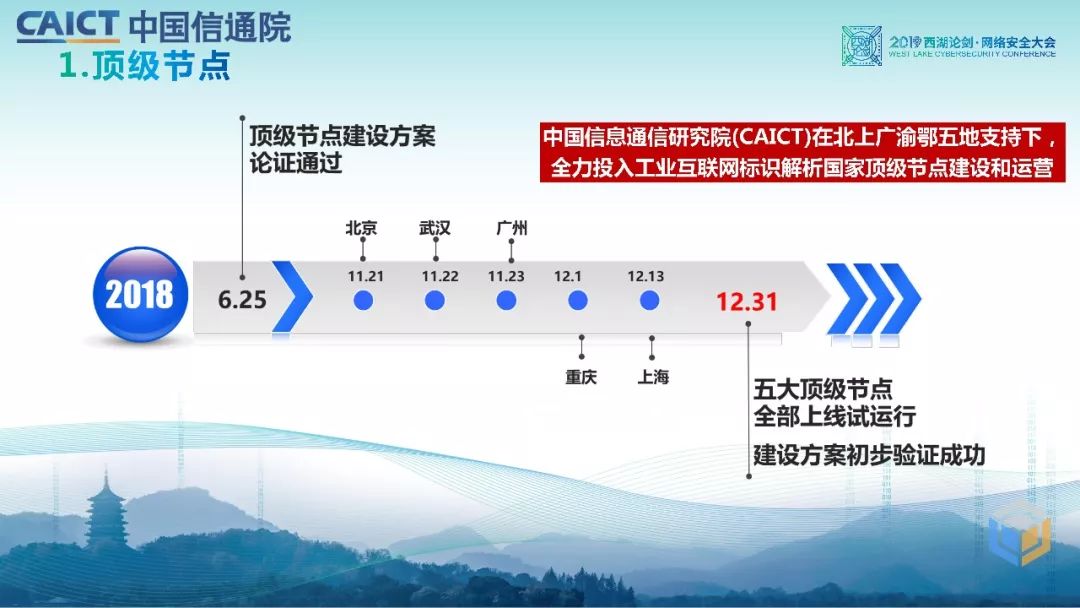 CAICT 中国信通院
1.顶级节点
2019 西湖论剑·网络安全大会
WEST LAKE CYBERSECURITY CONFERENCE
顶级节点建设方案
论证通过
中国信息通信研究院(CAICT)在北上广渝鄂五地支持下，
全力投入工业互联网标识解析国家顶级节点建设和运营
北京 武汉 广州
2018 6.25 11.21 11.22 11.23 12.1 12.13 12.31
重庆 上海
五大顶级节点
全部上线试运行
建设方案初步验证成功